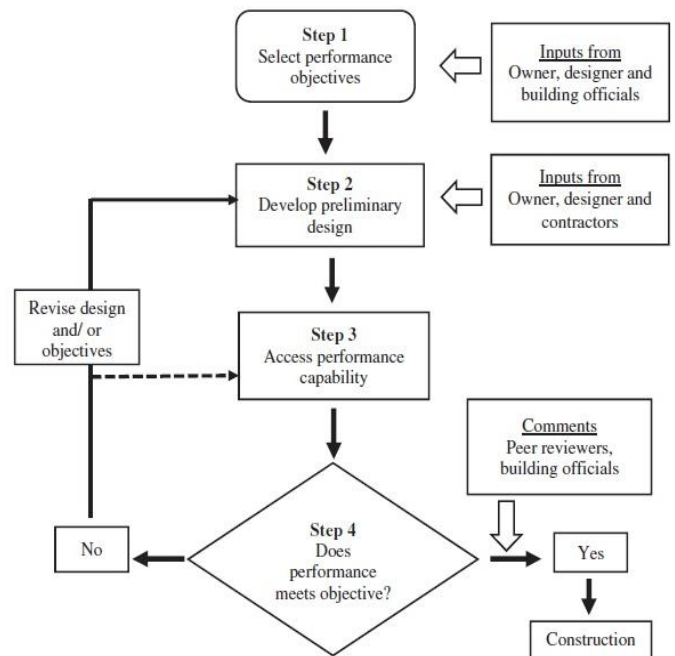 Step 1
Select performance
objectives
Inputs from
Owner, designer and
building officials
Step 2
Develop preliminary
design
Inputs from
Owner, designer and
contractors
Revise design
and/ or
objectives
Step 3
Access performance
capability
Comments
Peer reviewers,
building officials
Step 4
Does
performance
meets objective?
No
Yes
Construction